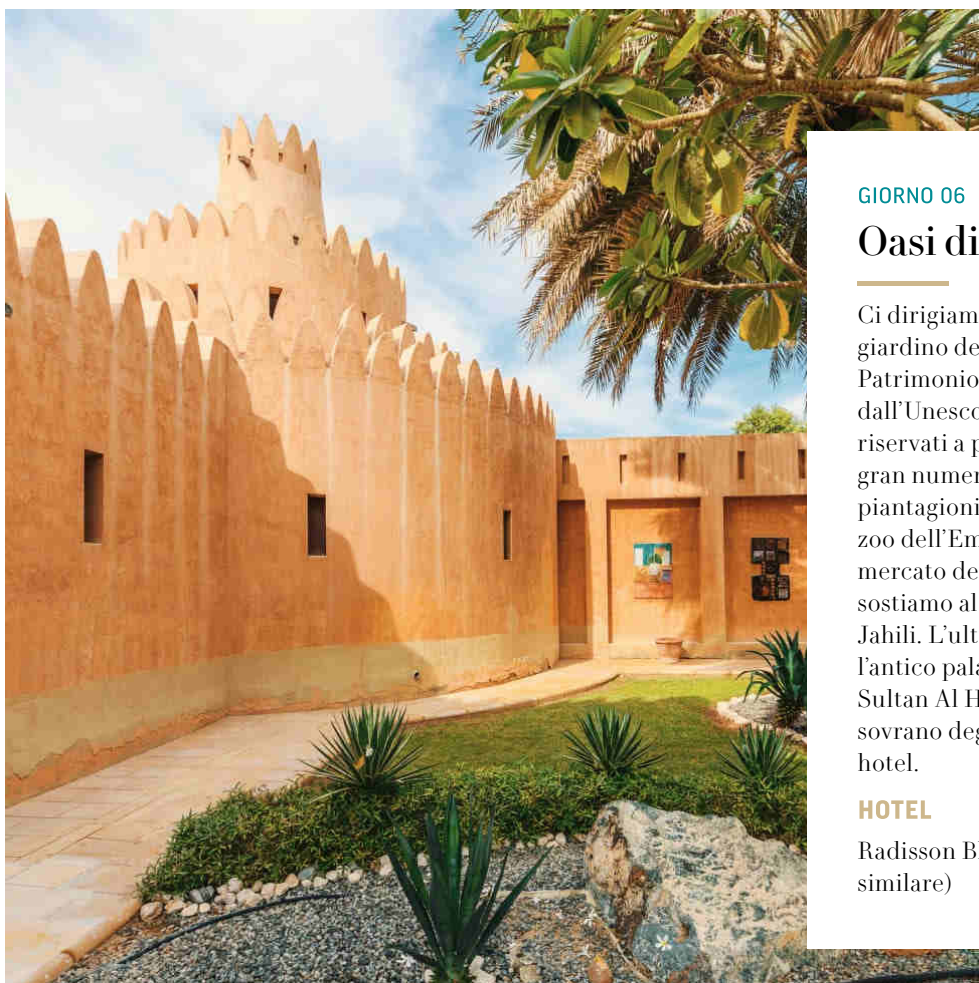 GIORNO 06
Oasi di
Ci dirigiam
giardino de
Patrimonio
dall’Unesco
riservati a p
gran numer
piantagioni
zoo dell’Em
mercato de
sostiamo al
Jahili. L’ult
l’antico pala
Sultan Al H
sovrano deg
hotel.
HOTEL
Radisson B
similare)